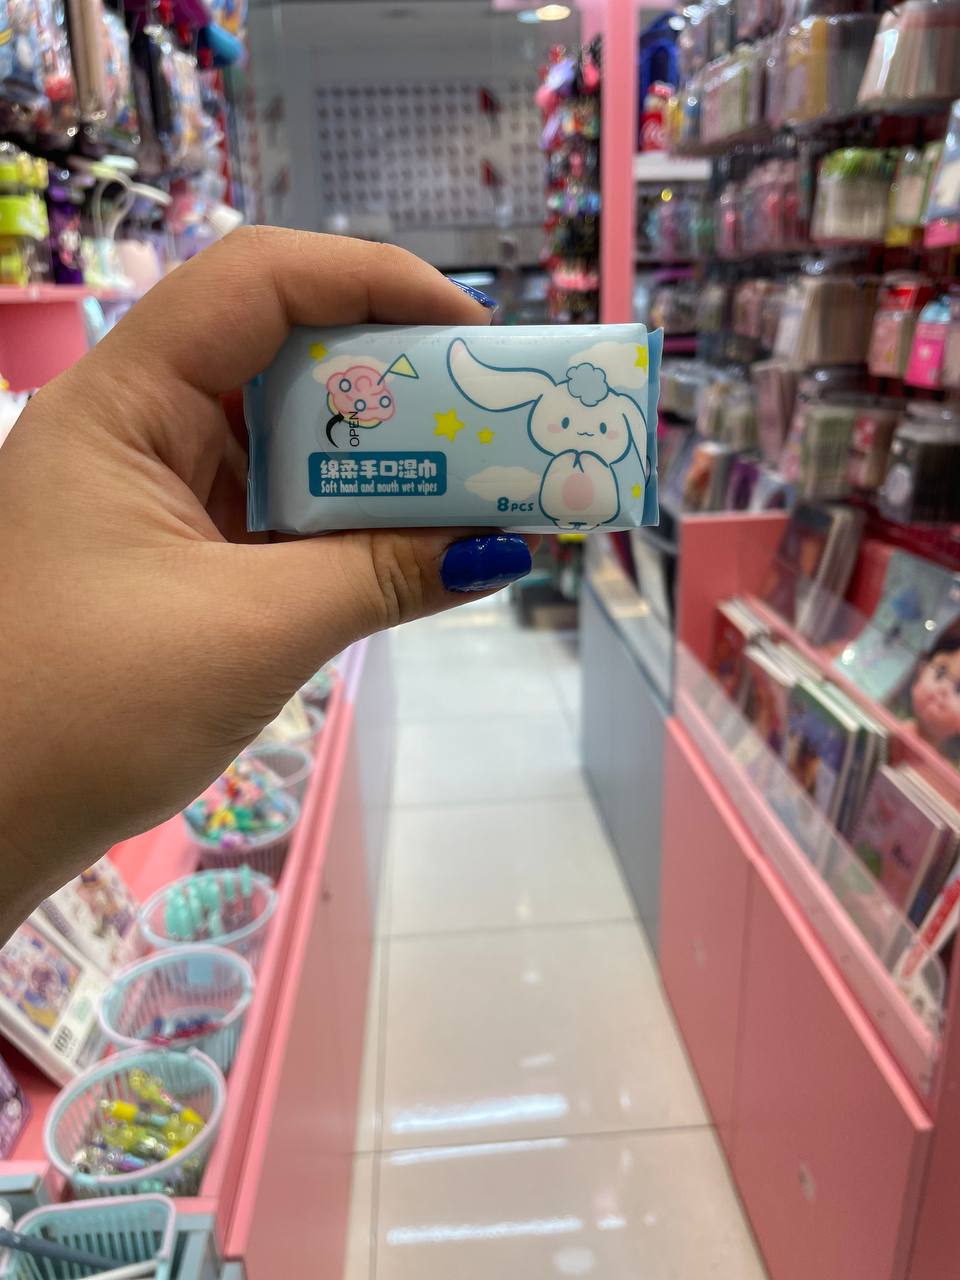 OPEN
绵柔手口湿巾
Soft hand and mouth wet wipes
8PCS